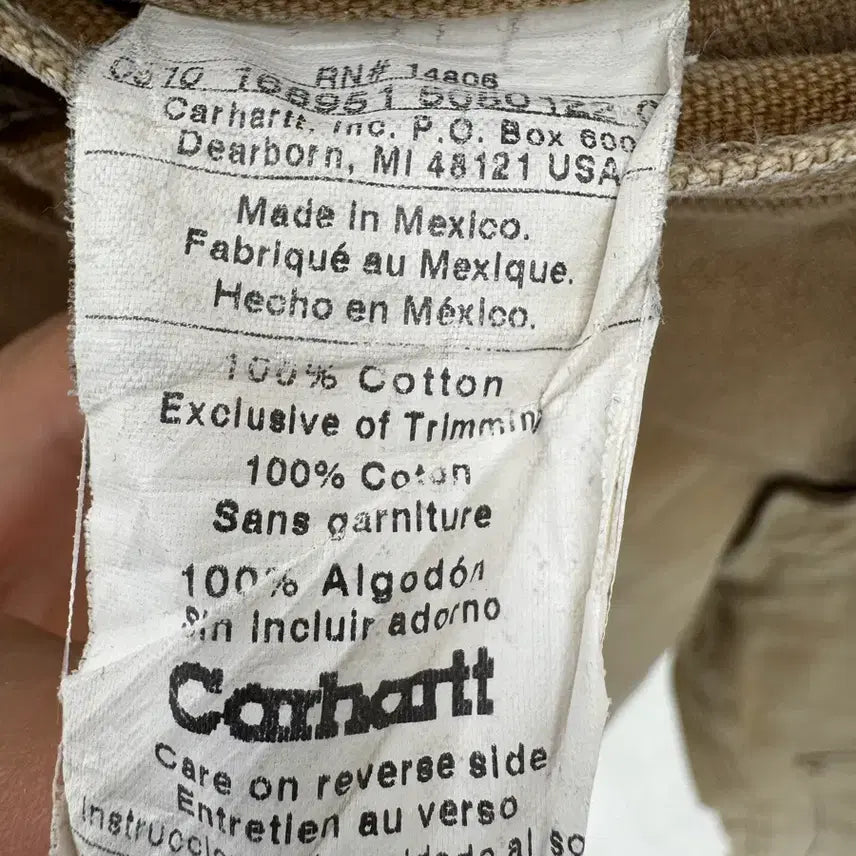 RN# 14806
Carhartt, Inc. P.O. Box 600
Dearborn, MI 48121 USA
Made in Mexico.
Fabriqué au Mexique.
Hecho en México.
100% Cotton
Exclusive of Trimmin
100% Coton
Sans garniture
100% Algodón
Sin incluir adorno
Carhartt
Care on reverse side
Entretien au verso
al